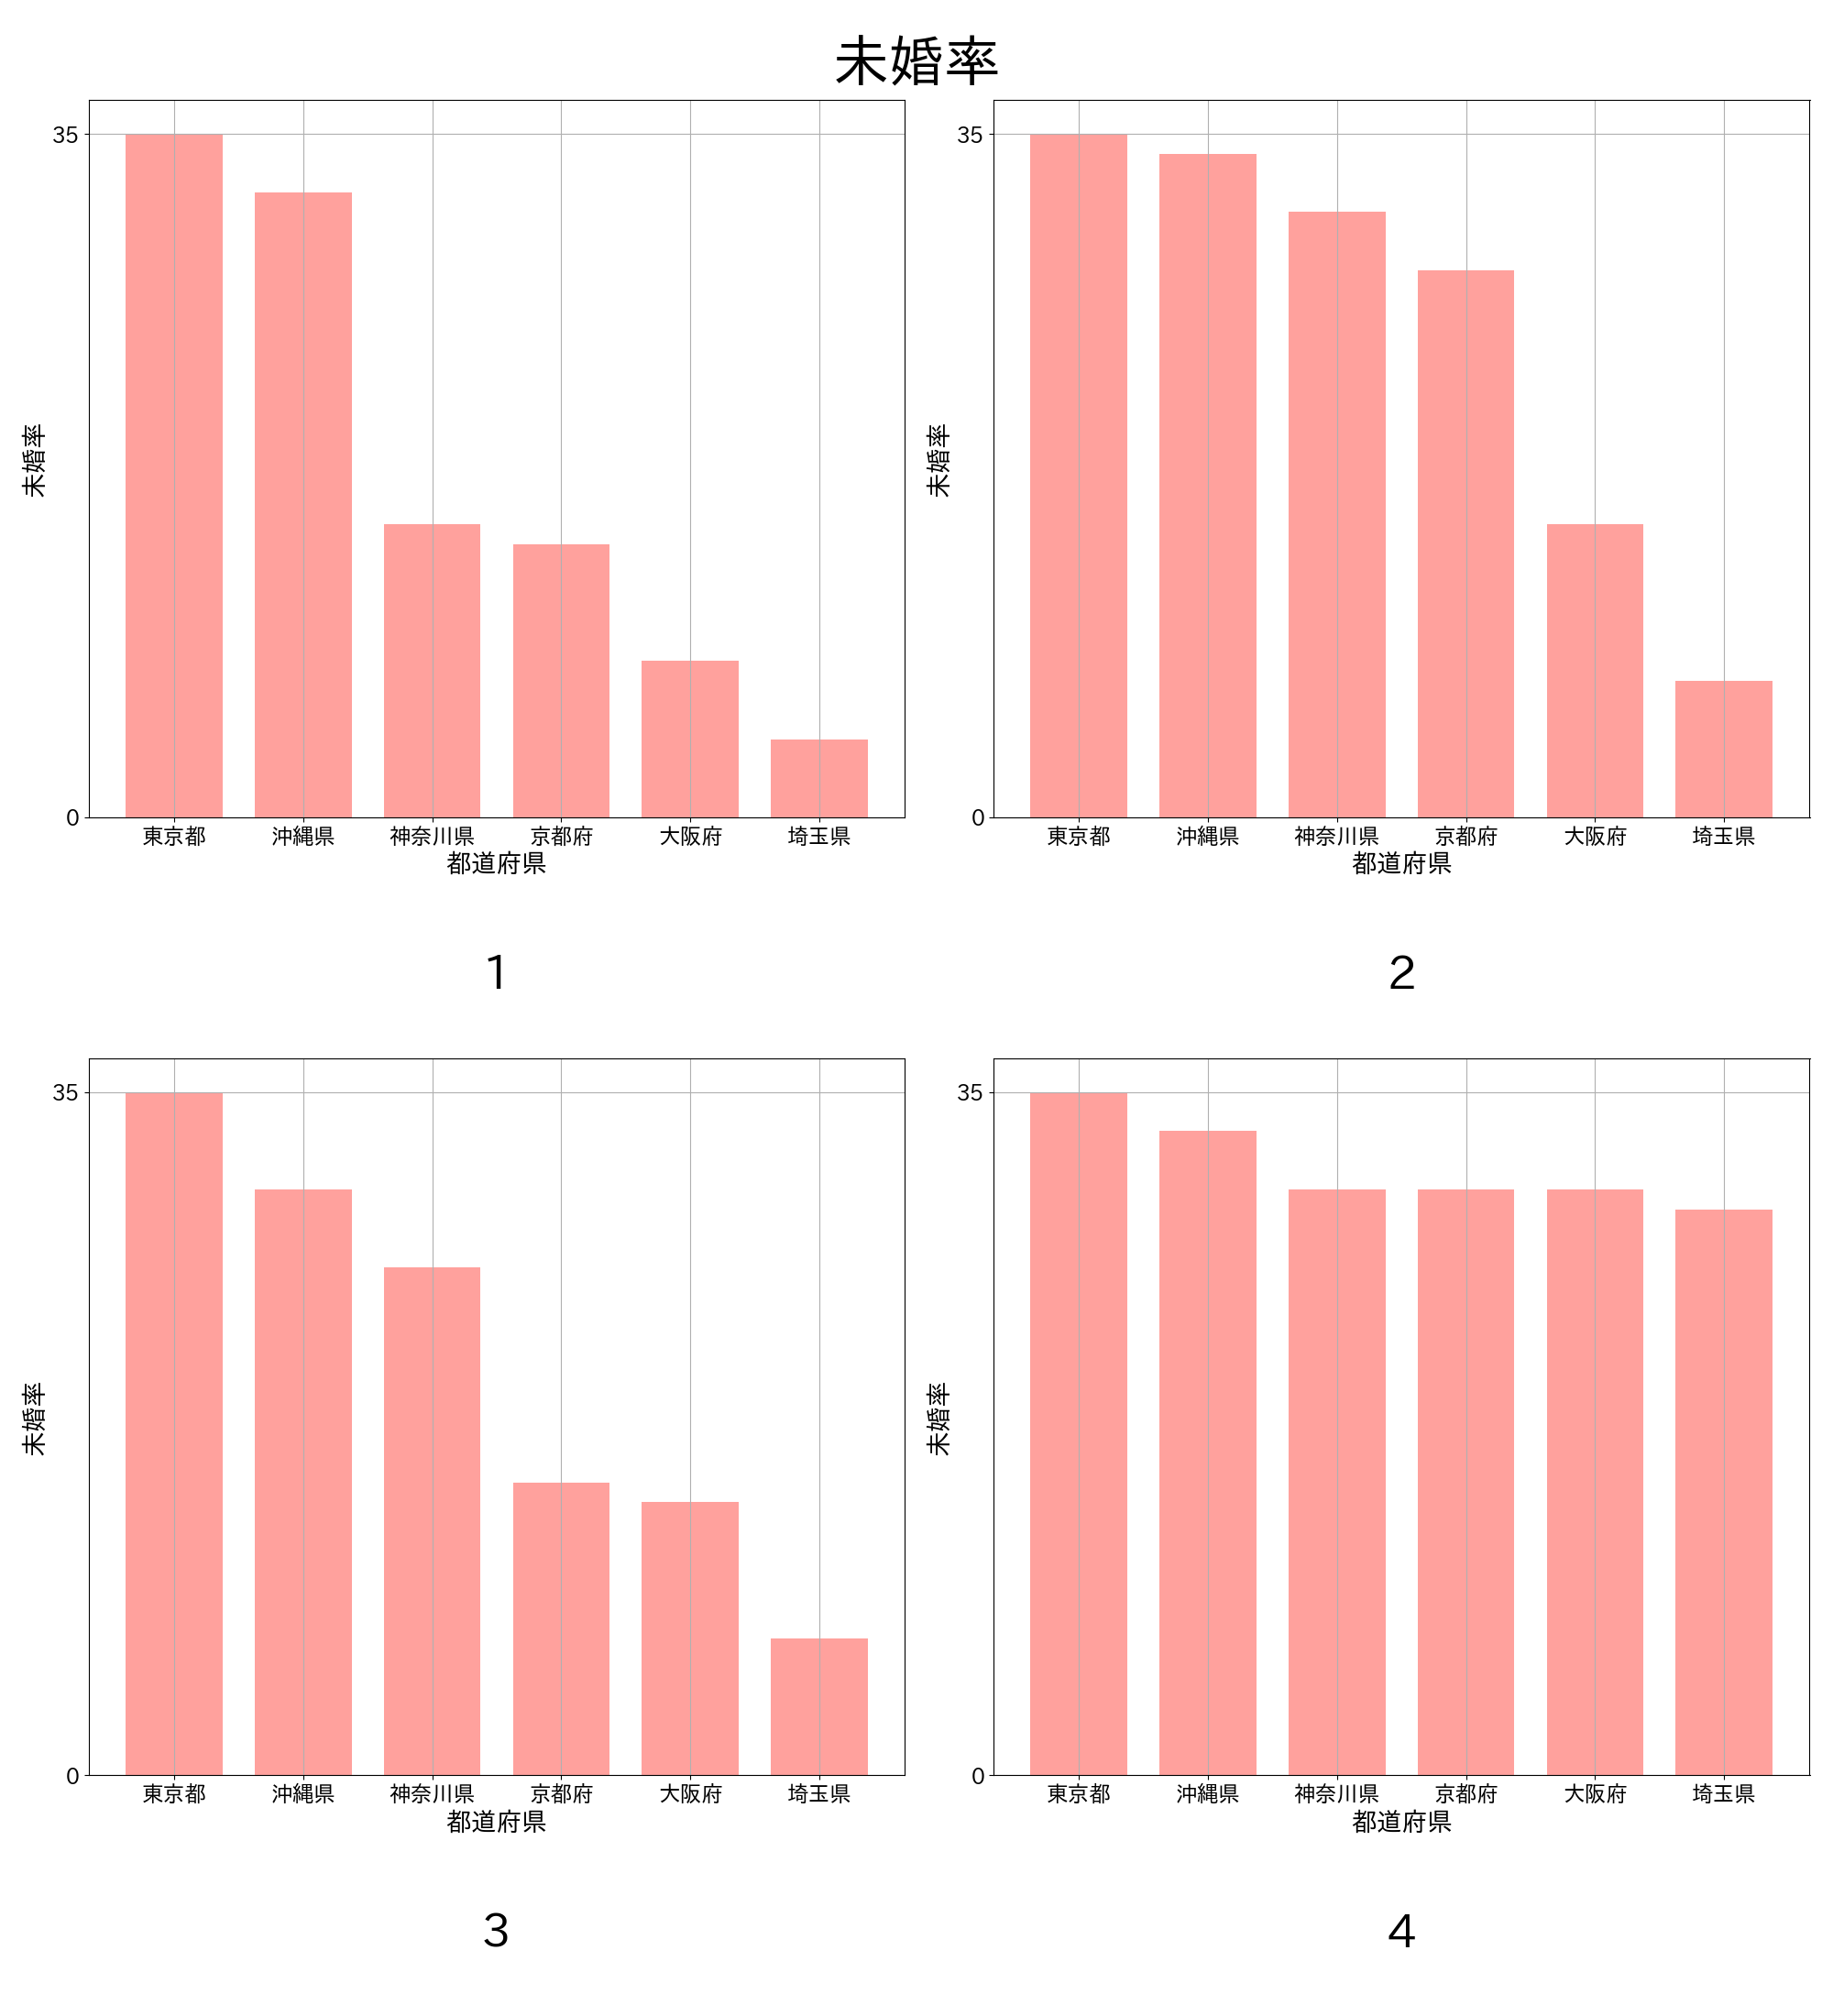 未婚率
35
0
未婚率
東京都 沖縄県 神奈川県 京都府 大阪府 埼玉県
都道府県
1
35
0
未婚率
東京都 沖縄県 神奈川県 京都府 大阪府 埼玉県
都道府県
2
35
0
未婚率
東京都 沖縄県 神奈川県 京都府 大阪府 埼玉県
都道府県
3
35
0
未婚率
東京都 沖縄県 神奈川県 京都府 大阪府 埼玉県
都道府県
4